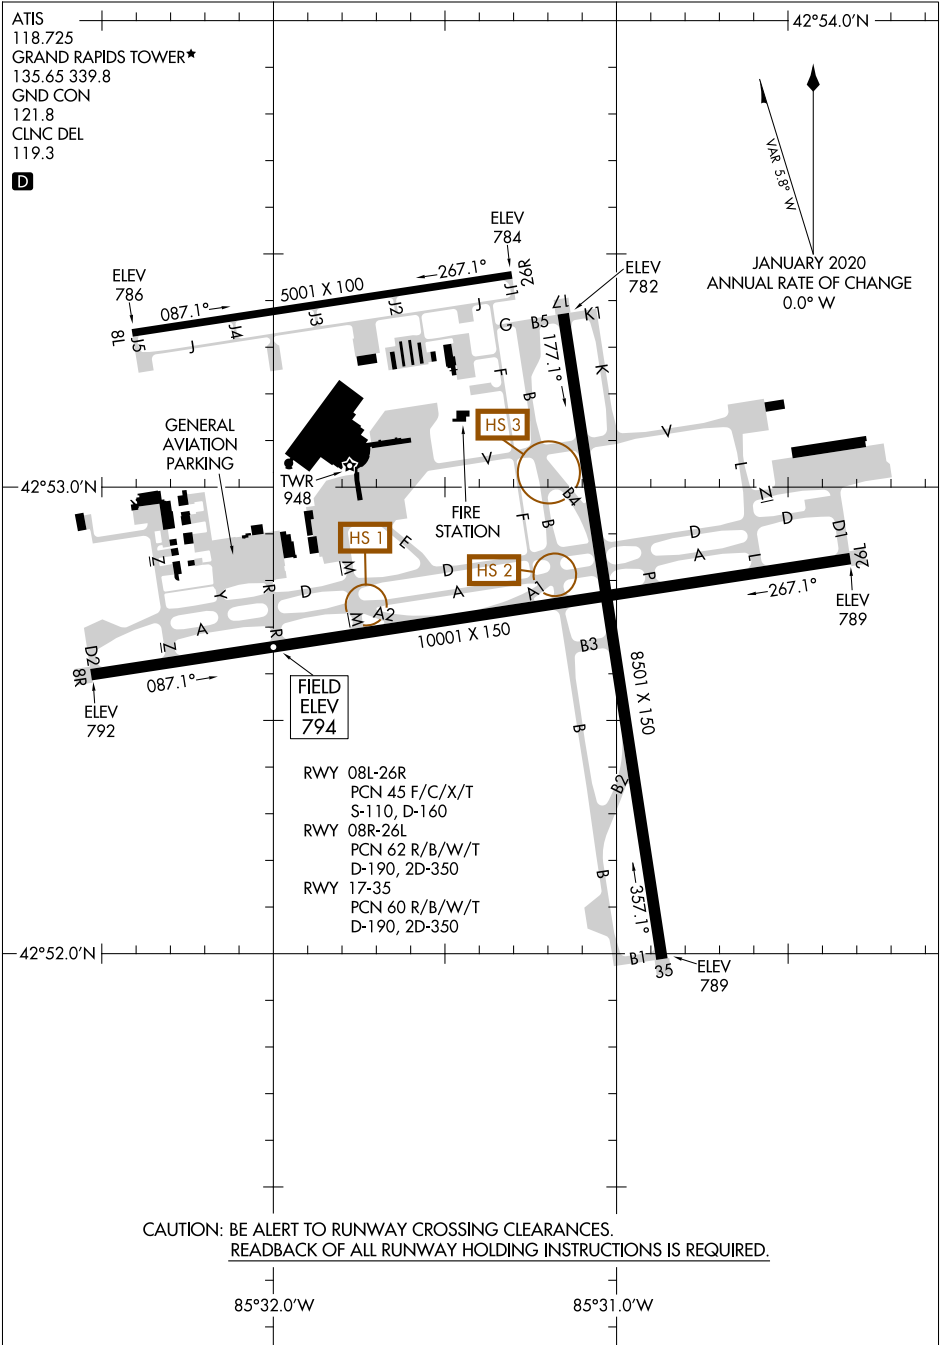 ATIS
118.725
GRAND RAPIDS TOWER★
135.65 339.8
GND CON
121.8
CLNC DEL
119.3
D
42°54.0'N
VAR 5.8° W
JANUARY 2020
ANNUAL RATE OF CHANGE
0.0° W
ELEV
784
ELEV
786
ELEV
782
267.1°
26R
5001 X 100
087.1°
8L
J5
J4
J3
J2
J
J1
J
G
B5
17
K1
177.1°
F
B
K
HS 3
GENERAL
AVIATION
PARKING
V
V
TWR
948
FIRE
STATION
B4
L
Z
42°53.0'N
HS 1
E
F
B
D
D
D1
26L
Z
M
D
HS 2
A
L
Y
R
D
A
A1
P
267.1°
ELEV
789
A
M
A2
R
Z
10001 X 150
D2
8R
087.1°
B3
8501 X 150
ELEV
792
FIELD
ELEV
794
B
RWY 08L-26R
PCN 45 F/C/X/T
S-110, D-160
RWY 08R-26L
PCN 62 R/B/W/T
D-190, 2D-350
RWY 17-35
PCN 60 R/B/W/T
D-190, 2D-350
B2
B
357.1°
42°52.0'N
B1
35
ELEV
789
CAUTION: BE ALERT TO RUNWAY CROSSING CLEARANCES.
READBACK OF ALL RUNWAY HOLDING INSTRUCTIONS IS REQUIRED.
85°32.0'W
85°31.0'W